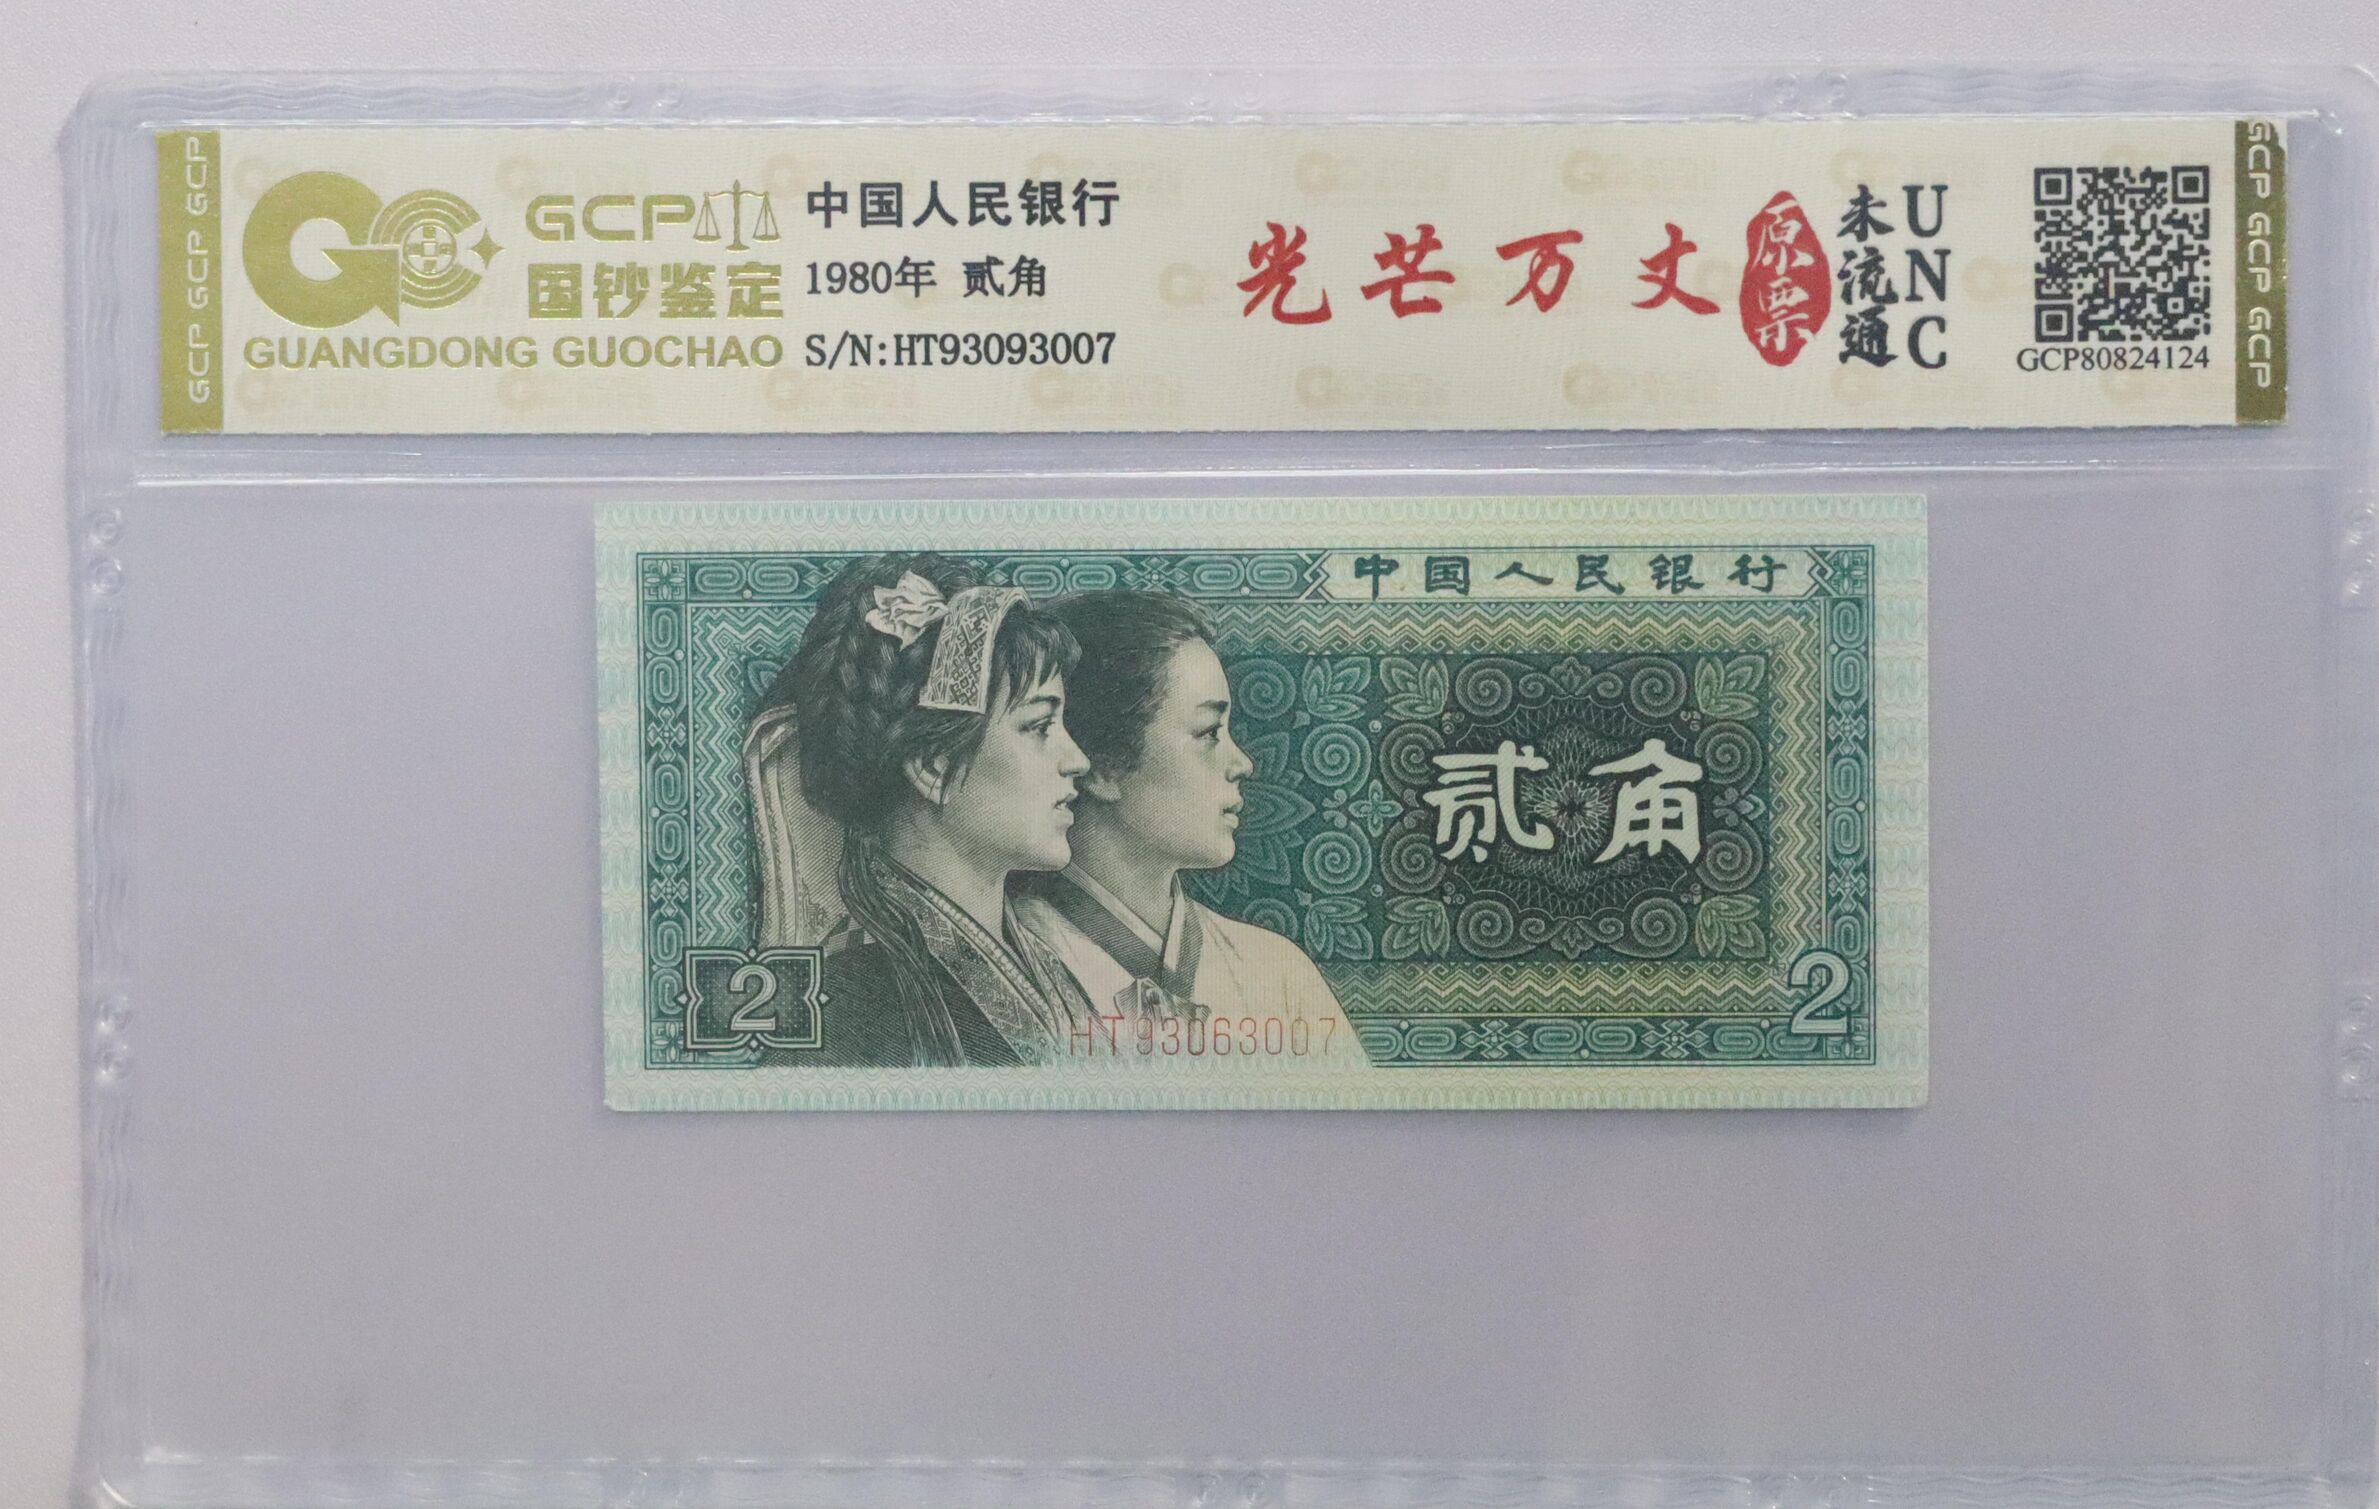 GCP GCP GCP
GCP
国钞鉴定
GUANGDONG GUOCHAO
中国人民银行
1980年 贰角
S/N:HT93093007
光芒万丈
原票
未流通
UNC
GCP80824124
GCP GCP GCP
中国人民银行
贰角
2
2
HT93063007